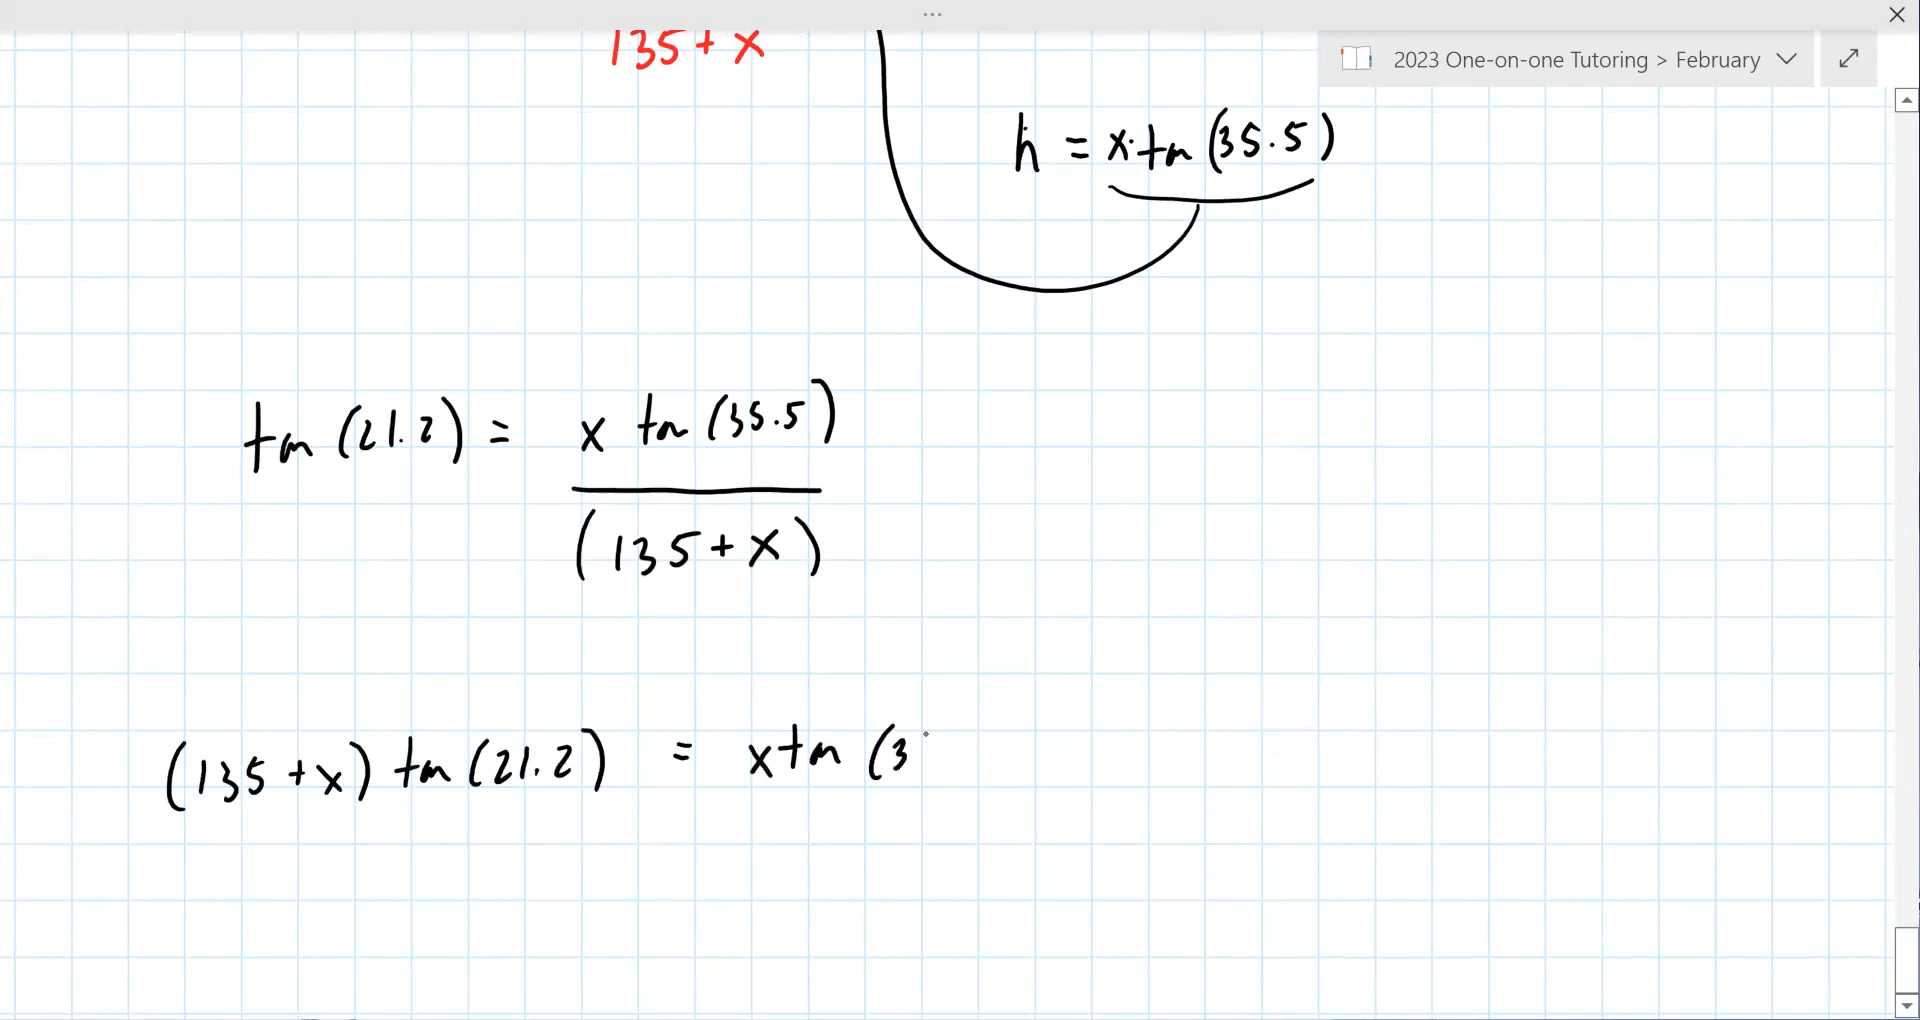 ...
135 + x
2023 One-on-one Tutoring > February
h = x · tan (35.5)
tan (21.2) = x tan (35.5)
(135 + x)
(135 + x) tan (21.2) = x tan (3